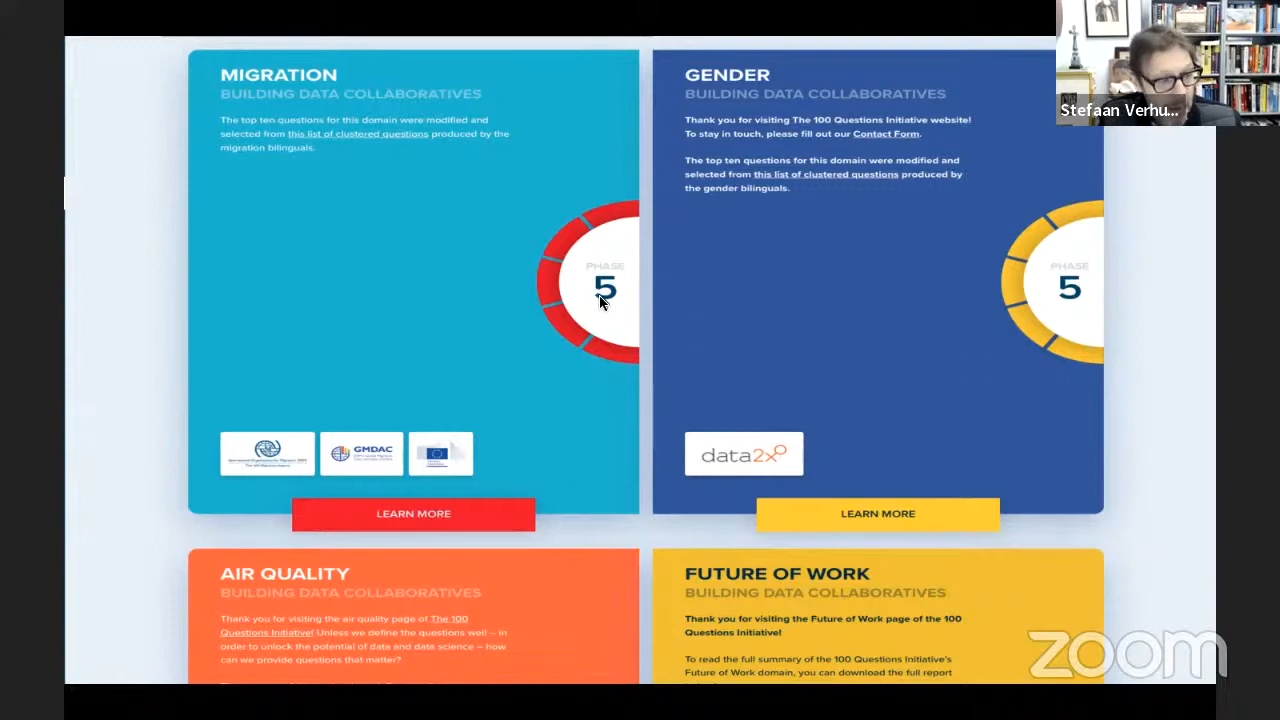 MIGRATION
BUILDING DATA COLLABORATIVES
The top ten questions for this domain were modified and
selected from this list of clustered questions produced by the
migration bilinguals.
PHASE
5
GMDAC
LEARN MORE
GENDER
BUILDING DATA COLLABORATIVES
Thank you for visiting The 100 Questions Initiative website!
To stay in touch, please fill out our Contact Form.
The top ten questions for this domain were modified and
selected from this list of clustered questions produced by
the gender bilinguals.
PHASE
5
data2x
LEARN MORE
Stefaan Verhu...
AIR QUALITY
BUILDING DATA COLLABORATIVES
Thank you for visiting the air quality page of The 100
Questions Initiative! Unless we define the questions well – in
order to unlock the potential of data and data science – how
can we provide questions that matter?
FUTURE OF WORK
BUILDING DATA COLLABORATIVES
Thank you for visiting the Future of Work page of the 100
Questions Initiative!
To read the full summary of the 100 Questions Initiative's
Future of Work domain, you can download the full report
zoom